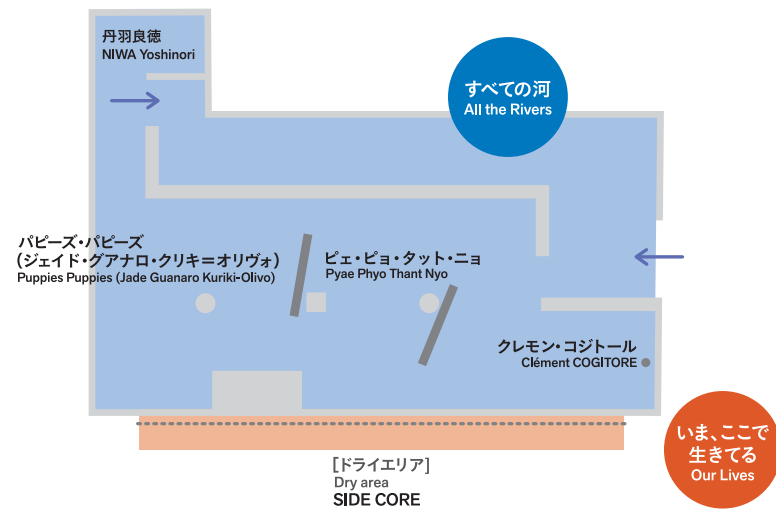 丹羽良徳
NIWA Yoshinori
すべての河
All the Rivers
パピーズ・パピーズ
（ジェイド・グアナロ・クリキ＝オリヴォ）
Puppies Puppies (Jade Guanaro Kuriki-Olivo)
ピェ・ピョ・タット・ニョ
Pyae Phyo Thant Nyo
クレモン・コジトール
Clément COGITORE
いま、ここで
生きてる
Our Lives
［ドライエリア］
Dry area
SIDE CORE